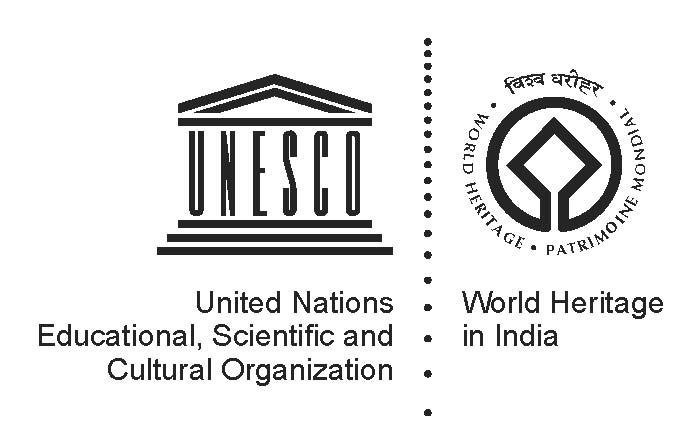 UNESCO
United Nations
Educational, Scientific and
Cultural Organization
विश्व धरोहर • WORLD HERITAGE • PATRIMOINE MONDIAL •
World Heritage
in India